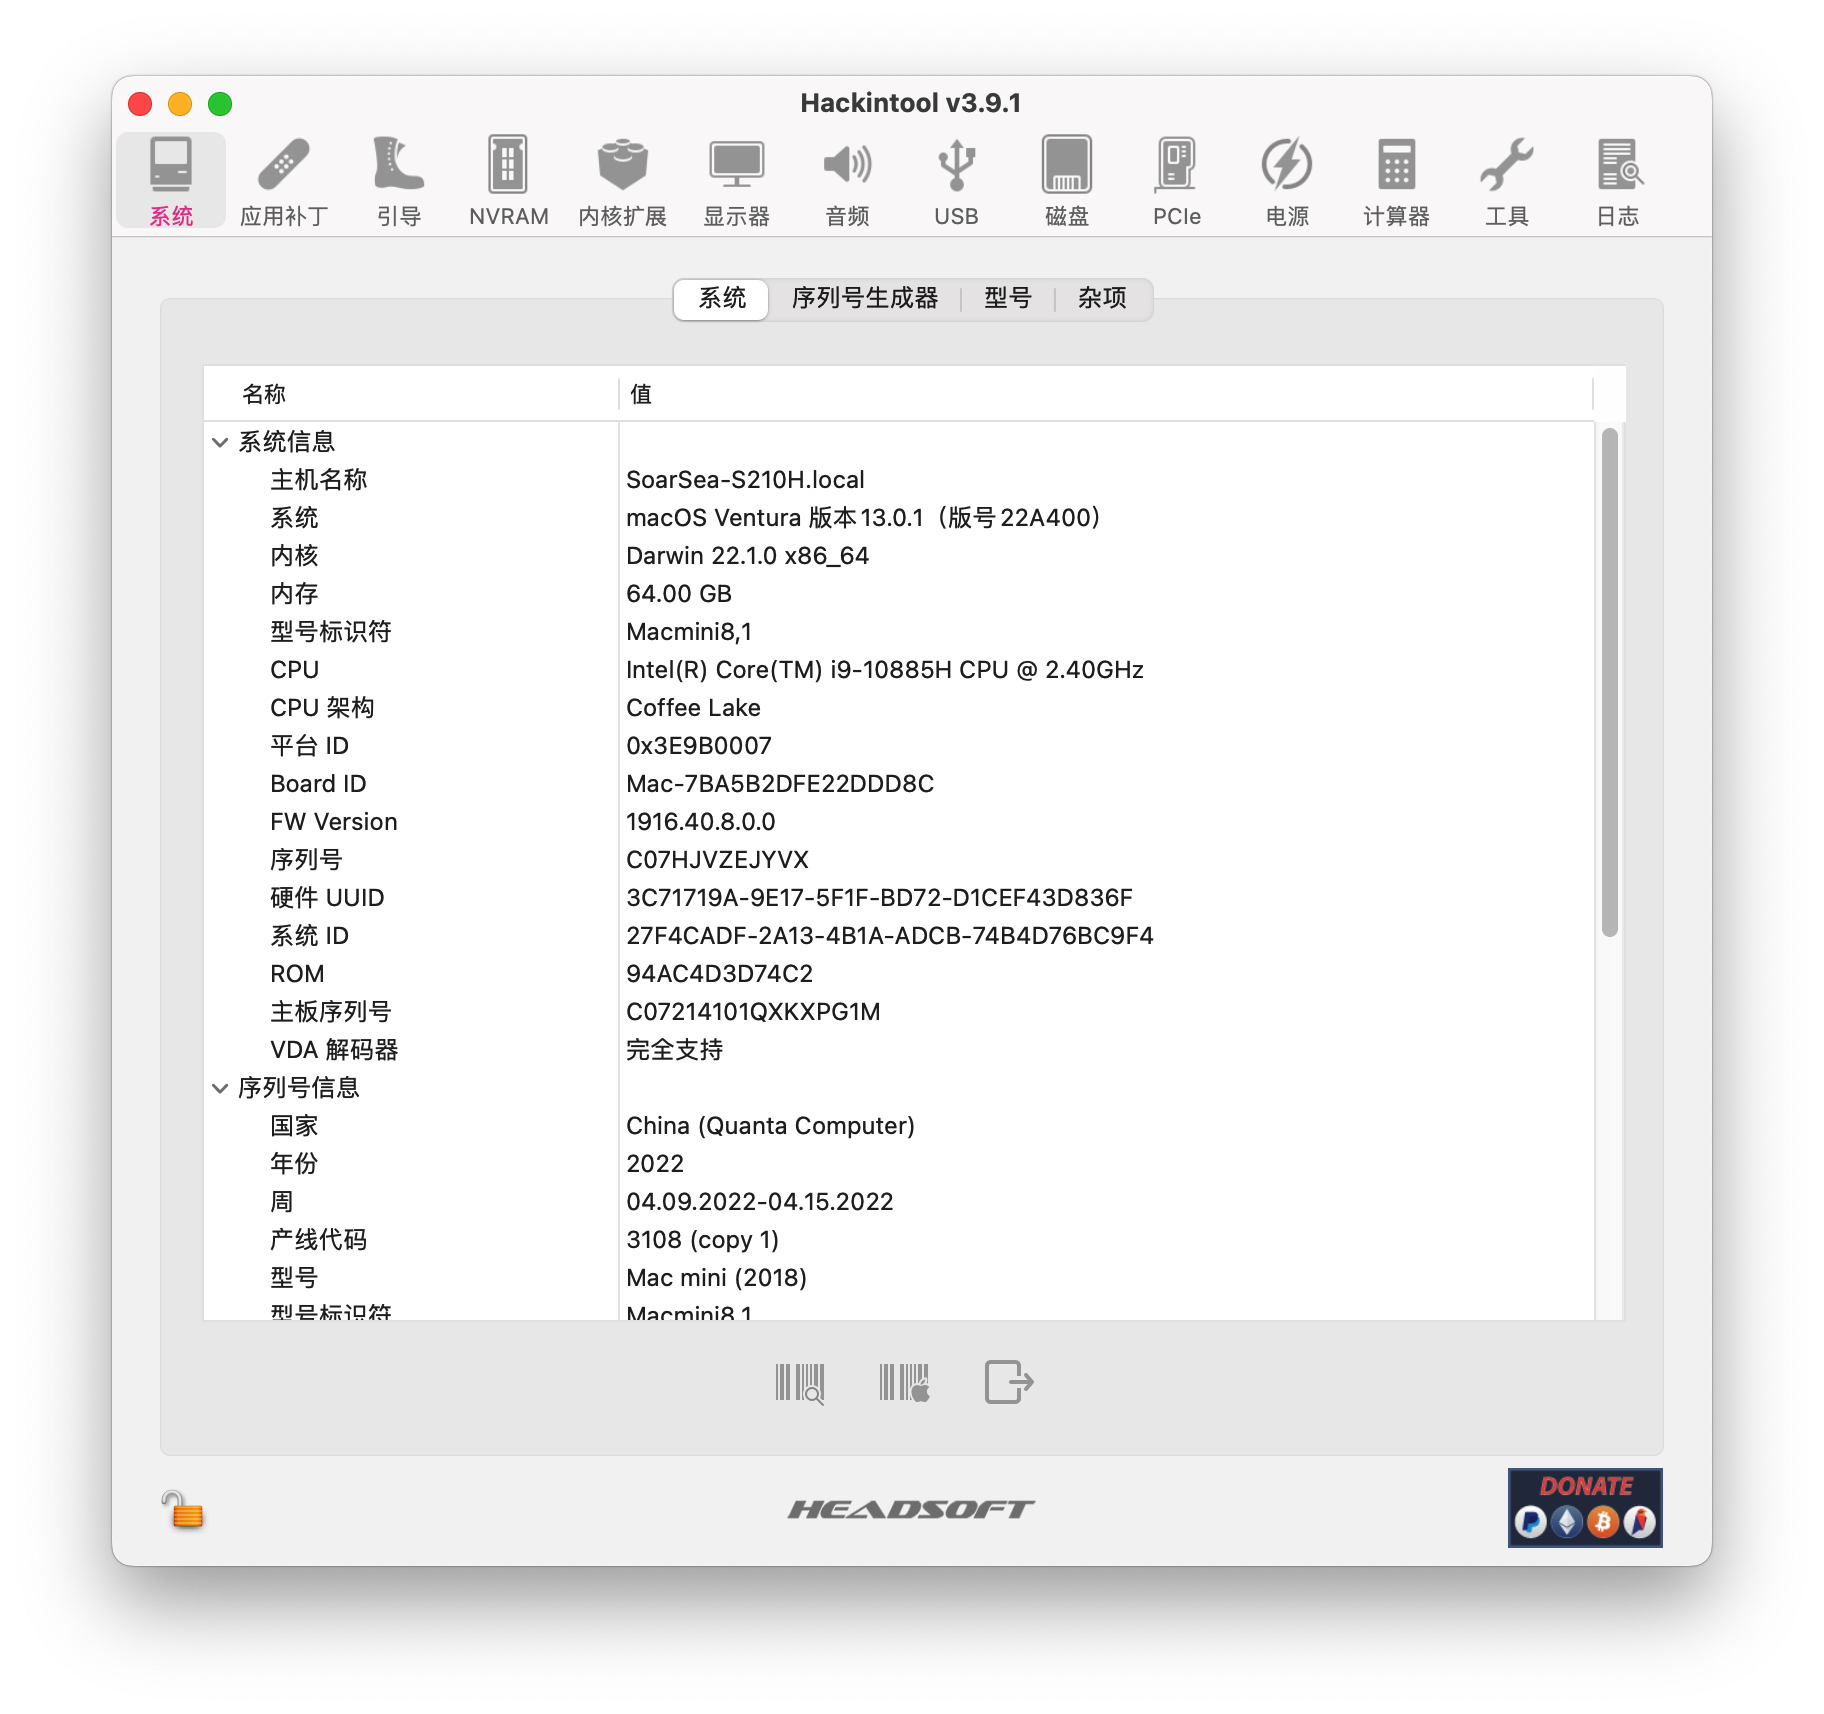 Hackintool v3.9.1
系统 应用补丁 引导 NVRAM 内核扩展 显示器 音频 USB 磁盘 PCIe 电源 计算器 工具 日志
系统 序列号生成器 型号 杂项
名称 值
系统信息
主机名称 SoarSea-S210H.local
系统 macOS Ventura 版本13.0.1（版号22A400）
内核 Darwin 22.1.0 x86_64
内存 64.00 GB
型号标识符 Macmini8,1
CPU Intel(R) Core(TM) i9-10885H CPU @ 2.40GHz
CPU 架构 Coffee Lake
平台 ID 0x3E9B0007
Board ID Mac-7BA5B2DFE22DDD8C
FW Version 1916.40.8.0.0
序列号 C07HJVZEJYVX
硬件 UUID 3C71719A-9E17-5F1F-BD72-D1CEF43D836F
系统 ID 27F4CADF-2A13-4B1A-ADCB-74B4D76BC9F4
ROM 94AC4D3D74C2
主板序列号 C07214101QXKXPG1M
VDA 解码器 完全支持
序列号信息
国家 China (Quanta Computer)
年份 2022
周 04.09.2022-04.15.2022
产线代码 3108 (copy 1)
型号 Mac mini (2018)
型号标识符 Macmini8,1
HEADSOFT
DONATE